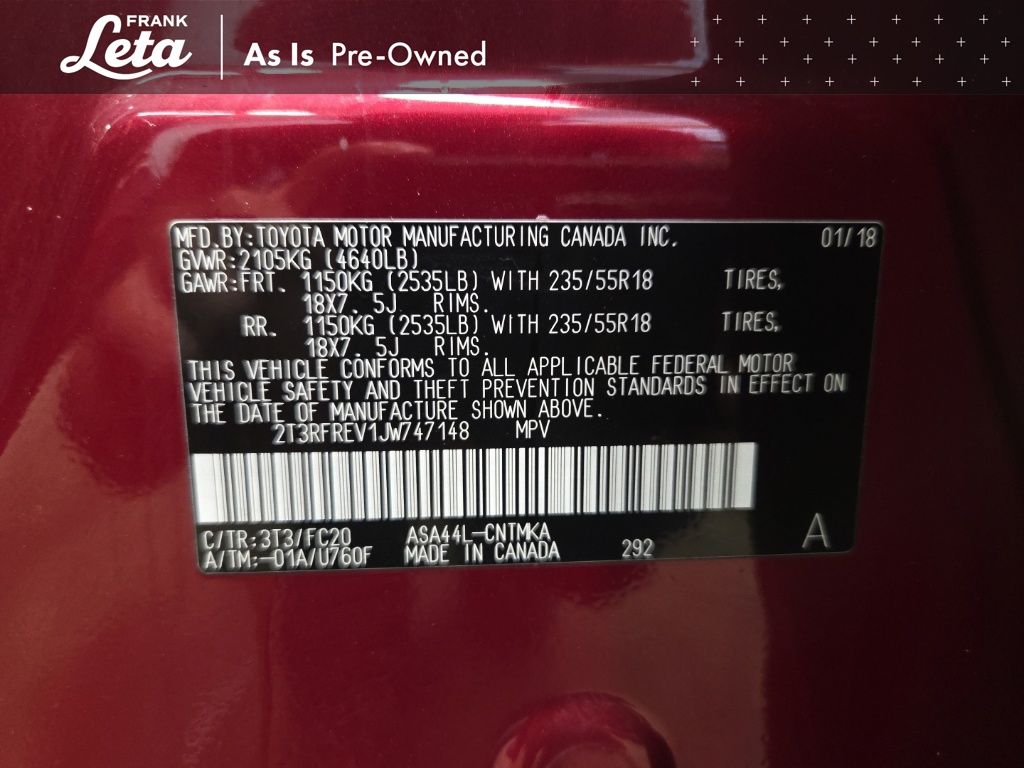 FRANK
Leta
As Is Pre-Owned
MFD.BY:TOYOTA MOTOR MANUFACTURING CANADA INC. 01/18
GVWR:2105KG (4640LB)
GAWR:FRT. 1150KG (2535LB) WITH 235/55R18 TIRES,
18X7. 5J RIMS.
RR. 1150KG (2535LB) WITH 235/55R18 TIRES,
18X7. 5J RIMS.
THIS VEHICLE CONFORMS TO ALL APPLICABLE FEDERAL MOTOR
VEHICLE SAFETY AND THEFT PREVENTION STANDARDS IN EFFECT ON
THE DATE OF MANUFACTURE SHOWN ABOVE.
2T3RFREV1JW747148 MPV
C/TR:3T3/FC20 ASA44L-CNTMKA
A/TM:-01A/U760F MADE IN CANADA 292 A